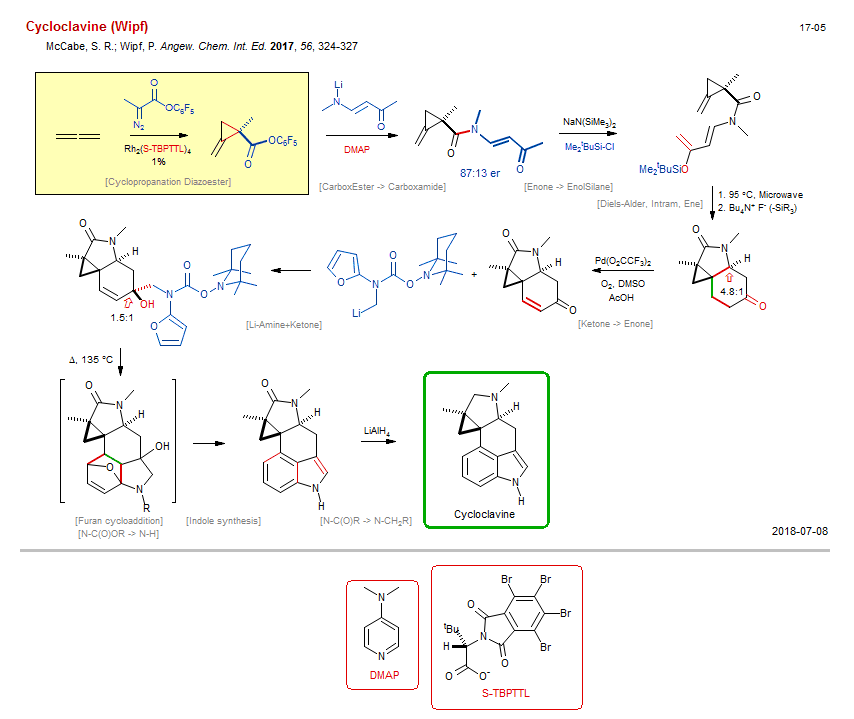 Cycloclavine (Wipf)
17-05
McCabe, S. R.; Wipf, P. Angew. Chem. Int. Ed. 2017, 56, 324-327
O
OC6F5
N2
Rh2(S-TBPTTL)4
1%
OC6F5
O
[Cyclopropanation Diazoester]
Li
N
O
DMAP
[CarboxEster -> Carboxamide]
O
N
O
87:13 er
NaN(SiMe3)2
Me2tBuSi-Cl
[Enone -> EnolSilane]
O
N
Me2tBuSiO
[Diels-Alder, Intram, Ene]
1. 95 °C, Microwave
2. Bu4N+ F- (-SiR3)
O
N
H
4.8:1
O
Pd(O2CCF3)2
O2, DMSO
AcOH
[Ketone -> Enone]
O
N
H
O
+
O
N
O
O
N
Li
[Li-Amine+Ketone]
O
N
H
OH
1.5:1
N
O
O
N
O
Δ, 135 °C
O
N
H
OH
O
N
R
[Furan cycloaddition]
[N-C(O)OR -> N-H]
[Indole synthesis]
O
N
H
N
H
LiAlH4
[N-C(O)R -> N-CH2R]
N
H
N
H
Cycloclavine
2018-07-08
N
N
DMAP
Br
Br
Br
Br
O
tBu
N
H
O
O
O-
S-TBPTTL